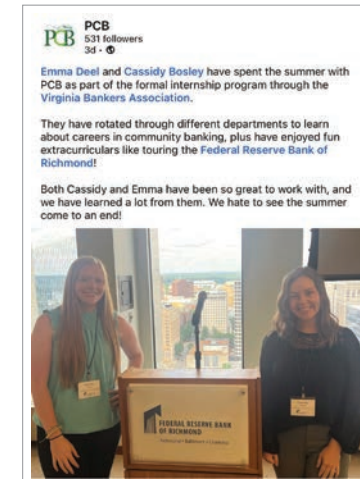 PCB
PCB
531 followers
3d •
Emma Deel and Cassidy Bosley have spent the summer with
PCB as part of the formal internship program through the
Virginia Bankers Association.
They have rotated through different departments to learn
about careers in community banking, plus have enjoyed fun
extracurriculars like touring the Federal Reserve Bank of
Richmond!
Both Cassidy and Emma have been so great to work with, and
we have learned a lot from them. We hate to see the summer
come to an end!
FEDERAL RESERVE BANK
OF RICHMOND